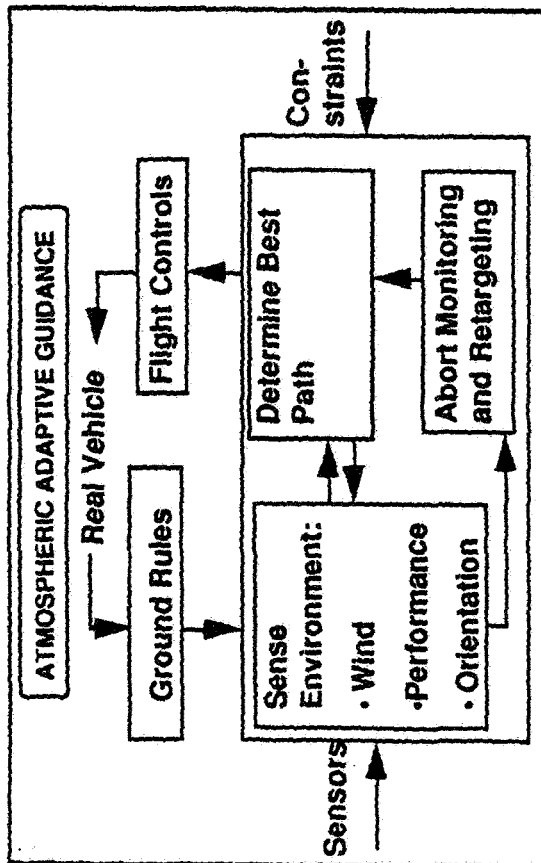 ATMOSPHERIC ADAPTIVE GUIDANCE
Real Vehicle
Ground Rules
Flight Controls
Sensors
Sense
Environment:
• Wind
•Performance
• Orientation
Determine Best
Path
Abort Monitoring
and Retargeting
Con-
straints